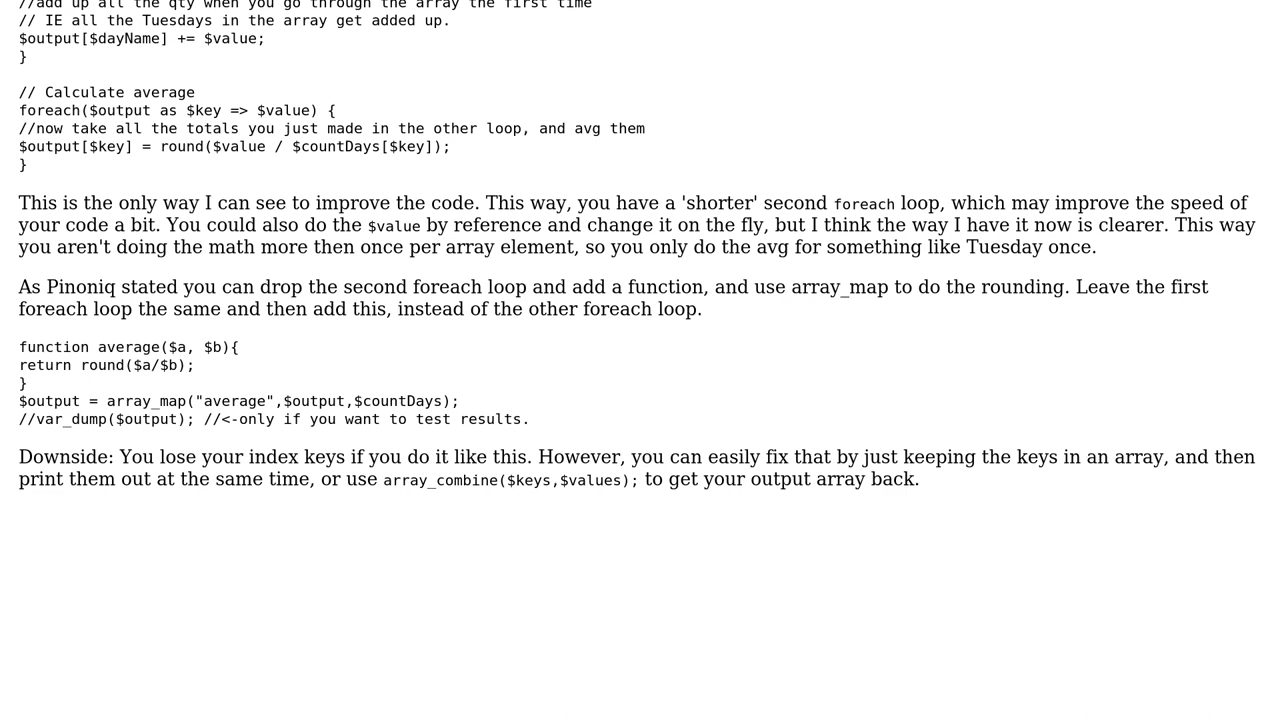 //add up all the qty when you go through the array the first time
// IE all the Tuesdays in the array get added up.
$output[$dayName] += $value;
}
// Calculate average
foreach($output as $key => $value) {
//now take all the totals you just made in the other loop, and avg them
$output[$key] = round($value / $countDays[$key]);
}
This is the only way I can see to improve the code. This way, you have a 'shorter' second foreach loop, which may improve the speed of
your code a bit. You could also do the $value by reference and change it on the fly, but I think the way I have it now is clearer. This way
you aren't doing the math more then once per array element, so you only do the avg for something like Tuesday once.
As Pinoniq stated you can drop the second foreach loop and add a function, and use array_map to do the rounding. Leave the first
foreach loop the same and then add this, instead of the other foreach loop.
function average($a, $b){
return round($a/$b);
}
$output = array_map("average",$output,$countDays);
//var_dump($output); //<-only if you want to test results.
Downside: You lose your index keys if you do it like this. However, you can easily fix that by just keeping the keys in an array, and then
print them out at the same time, or use array_combine($keys,$values); to get your output array back.